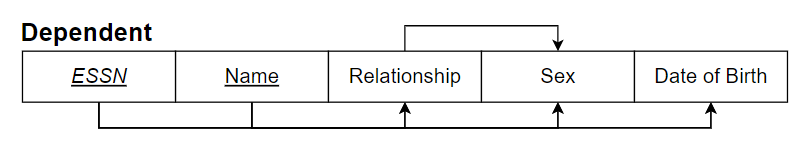 Dependent
ESSN Name Relationship Sex Date of Birth